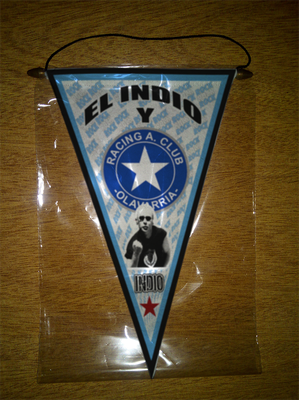 EL INDIO
Y
RACING A. CLUB
-OLAVARRIA-
INDIO